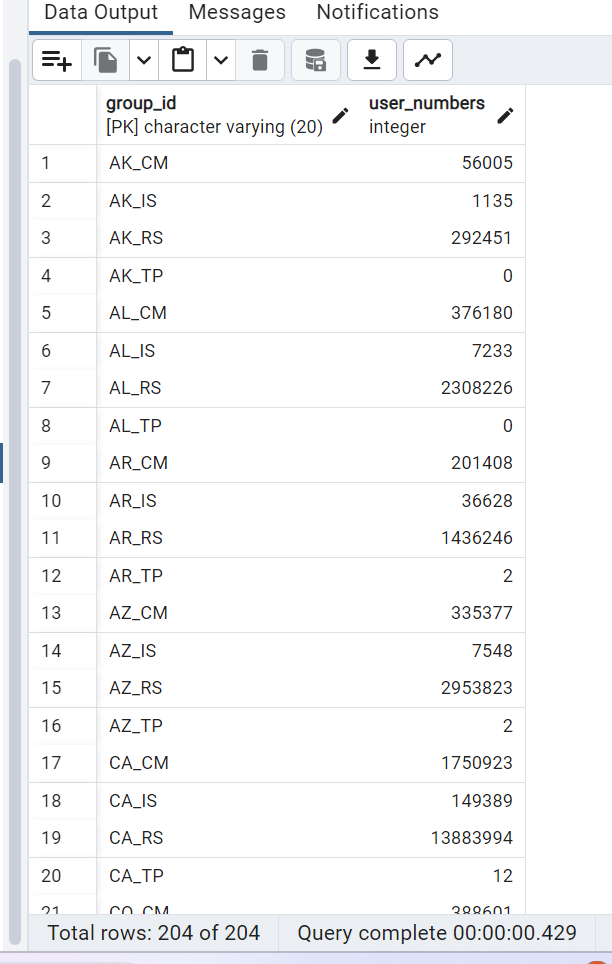 Data Output Messages Notifications
group_id user_numbers
[PK] character varying (20) integer
1 AK_CM 56005
2 AK_IS 1135
3 AK_RS 292451
4 AK_TP 0
5 AL_CM 376180
6 AL_IS 7233
7 AL_RS 2308226
8 AL_TP 0
9 AR_CM 201408
10 AR_IS 36628
11 AR_RS 1436246
12 AR_TP 2
13 AZ_CM 335377
14 AZ_IS 7548
15 AZ_RS 2953823
16 AZ_TP 2
17 CA_CM 1750923
18 CA_IS 149389
19 CA_RS 13883994
20 CA_TP 12
21 CO_CM 388601
Total rows: 204 of 204 Query complete 00:00:00.429